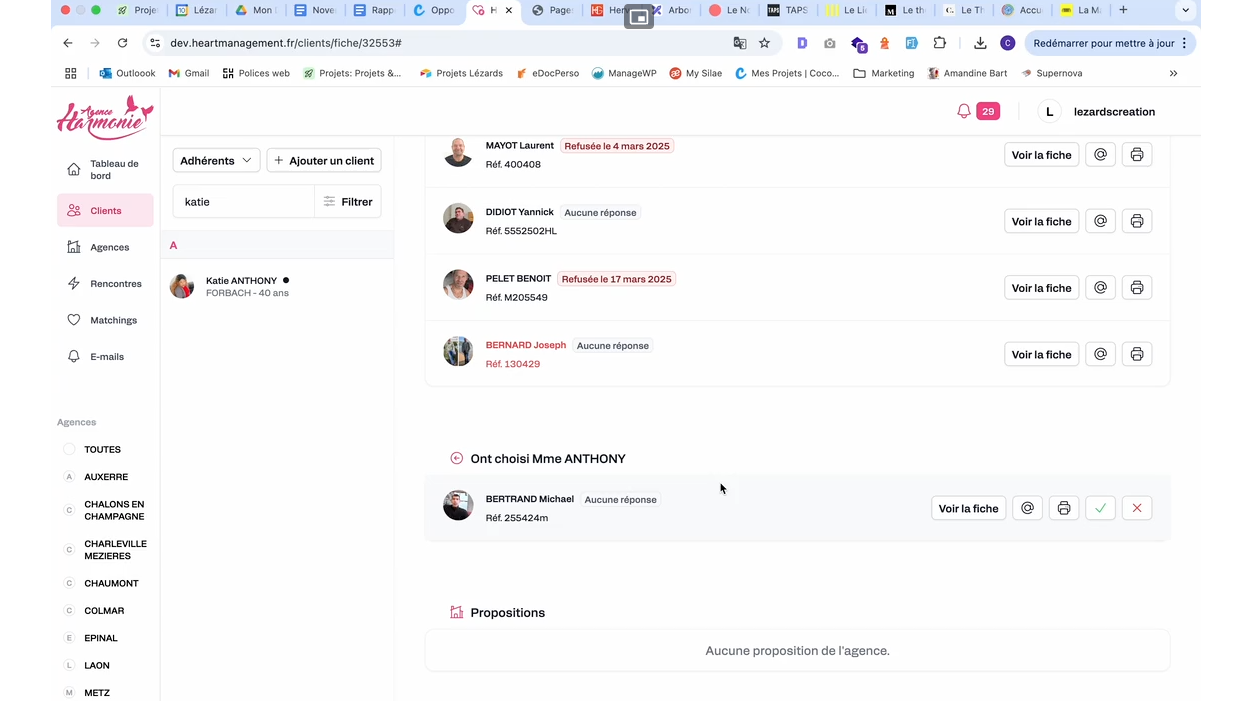 Proje
Lézar
Mon
Nove
Rapp
Oppo
H
Page
Her
Arbo
Le No
TAPS
TAPS
Le Li
M
Le th
C.
Le Th
Accu
La Ma
dev.heartmanagement.fr/clients/fiche/32553#
5
C
Redémarrer pour mettre à jour
Outloook
Gmail
Polices web
Projets: Projets &...
Projets Lézards
eDocPerso
ManageWP
My Silae
Mes Projets | Coco...
Marketing
Amandine Bart
Supernova
Agence
Harmonie
29
L
lezardscreation
Tableau de
bord
Clients
Agences
Rencontres
Matchings
E-mails
Agences
TOUTES
A AUXERRE
C CHALONS EN
CHAMPAGNE
C CHARLEVILLE
MEZIERES
C CHAUMONT
C COLMAR
E EPINAL
L LAON
M METZ
Adhérents
+ Ajouter un client
katie
Filtrer
A
Katie ANTHONY
FORBACH - 40 ans
MAYOT Laurent Refusée le 4 mars 2025
Réf. 400408
Voir la fiche
DIDIOT Yannick Aucune réponse
Réf. 5552502HL
Voir la fiche
PELET BENOIT Refusée le 17 mars 2025
Réf. M205549
Voir la fiche
BERNARD Joseph Aucune réponse
Réf. 130429
Voir la fiche
Ont choisi Mme ANTHONY
BERTRAND Michael Aucune réponse
Réf. 255424m
Voir la fiche
Propositions
Aucune proposition de l'agence.